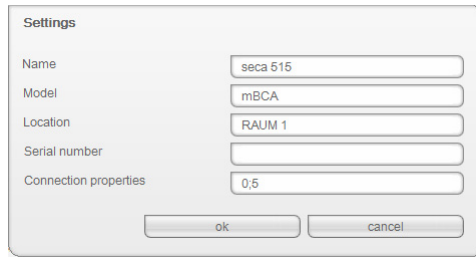 Settings
Name seca 515
Model mBCA
Location RAUM 1
Serial number
Connection properties 0;5
ok cancel